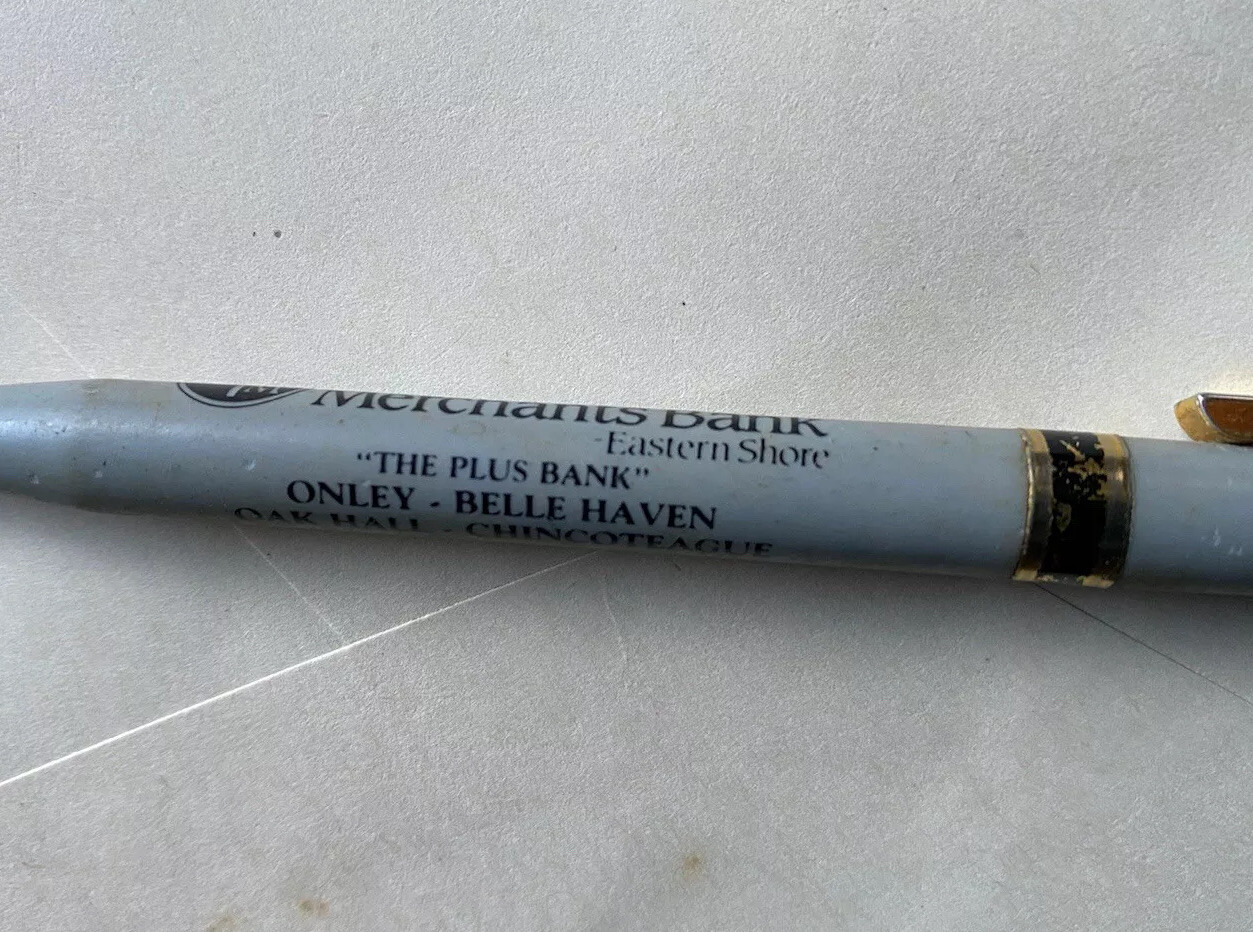 Merchants Bank
-Eastern Shore
"THE PLUS BANK"
ONLEY - BELLE HAVEN
OAK HALL - CHINCOTEAGUE